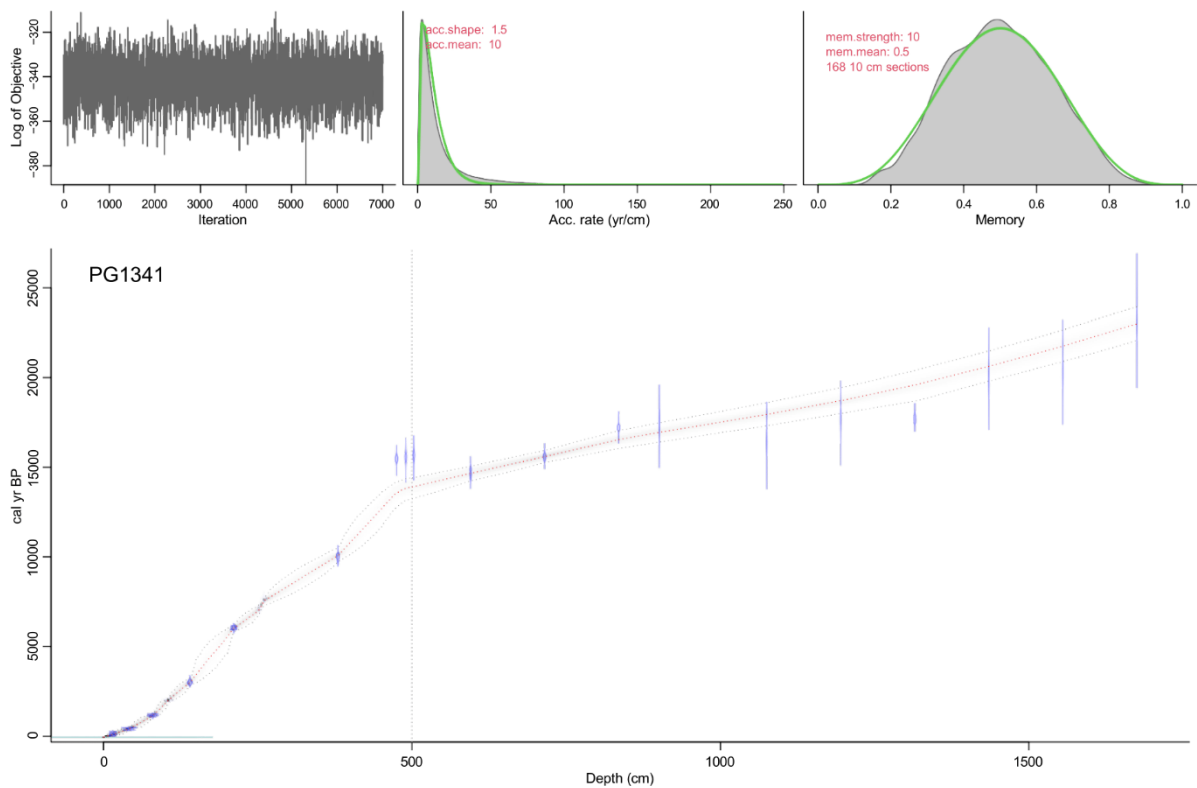 Log of Objective
-320
-340
-360
-380
0 1000 2000 3000 4000 5000 6000 7000
Iteration
acc.shape: 1.5
acc.mean: 10
0 50 100 150 200 250
Acc. rate (yr/cm)
mem.strength: 10
mem.mean: 0.5
168 10 cm sections
0.0 0.2 0.4 0.6 0.8 1.0
Memory
PG1341
cal yr BP
25000
20000
15000
10000
5000
0
0 500 1000 1500
Depth (cm)